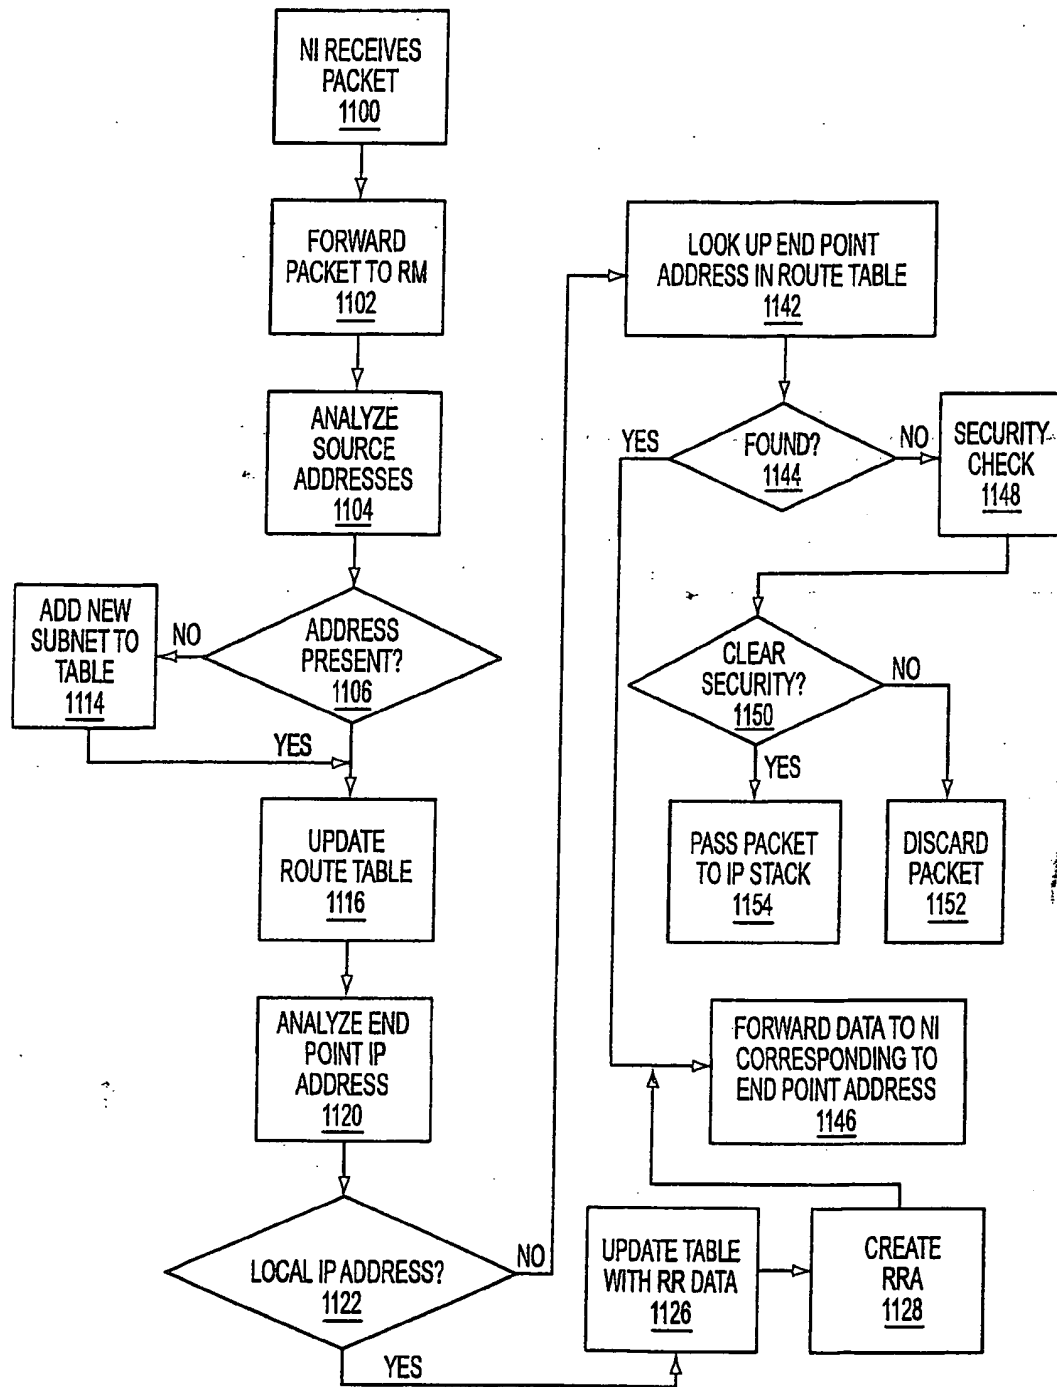 NI RECEIVES
PACKET
1100
FORWARD
PACKET TO RM
1102
ANALYZE
SOURCE
ADDRESSES
1104
ADDRESS
PRESENT?
1106
NO
ADD NEW
SUBNET TO
TABLE
1114
YES
UPDATE
ROUTE TABLE
1116
ANALYZE END
POINT IP
ADDRESS
1120
LOCAL IP ADDRESS?
1122
NO
YES
LOOK UP END POINT
ADDRESS IN ROUTE TABLE
1142
YES
FOUND?
1144
NO
SECURITY
CHECK
1148
CLEAR
SECURITY?
1150
NO
YES
PASS PACKET
TO IP STACK
1154
DISCARD
PACKET
1152
FORWARD DATA TO NI
CORRESPONDING TO
END POINT ADDRESS
1146
UPDATE TABLE
WITH RR DATA
1126
CREATE
RRA
1128